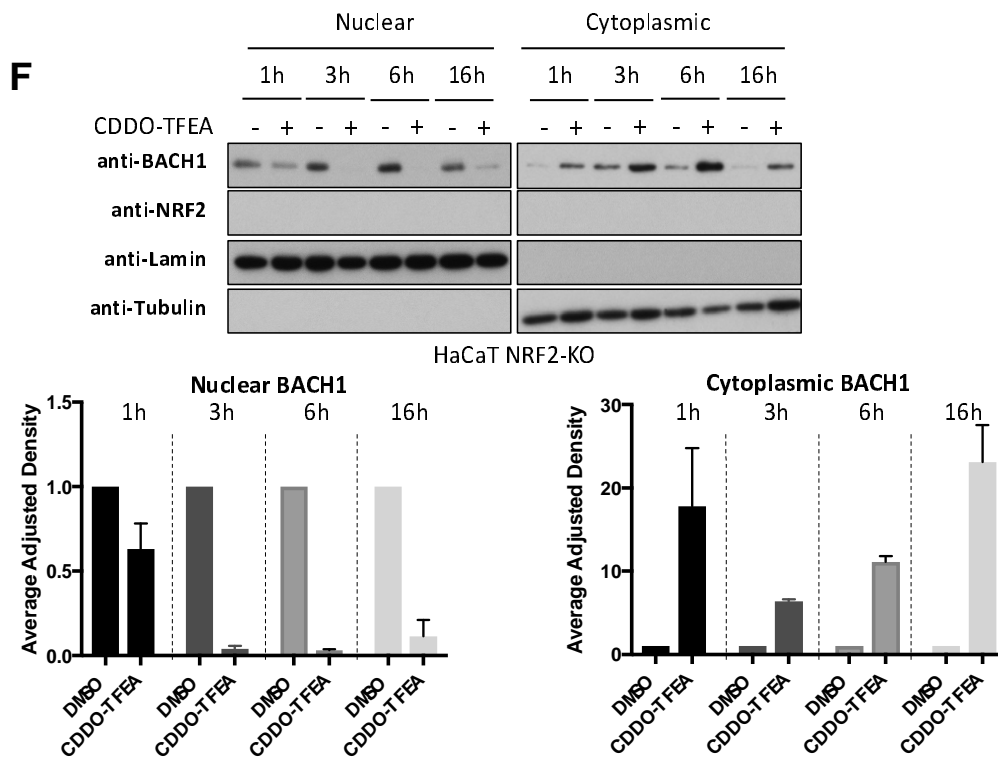 Nuclear Cytoplasmic
F
1h 3h 6h 16h 1h 3h 6h 16h
CDDO-TFEA - + - + - + - + - + - + - + - +
anti-BACH1
anti-NRF2
anti-Lamin
anti-Tubulin
HaCaT NRF2-KO
Nuclear BACH1
1h 3h 6h 16h
Average Adjusted Density
1.5
1.0
0.5
0.0
DMSO CDDO-TFEA DMSO CDDO-TFEA DMSO CDDO-TFEA DMSO CDDO-TFEA
Cytoplasmic BACH1
1h 3h 6h 16h
Average Adjusted Density
30
20
10
0
DMSO CDDO-TFEA DMSO CDDO-TFEA DMSO CDDO-TFEA DMSO CDDO-TFEA